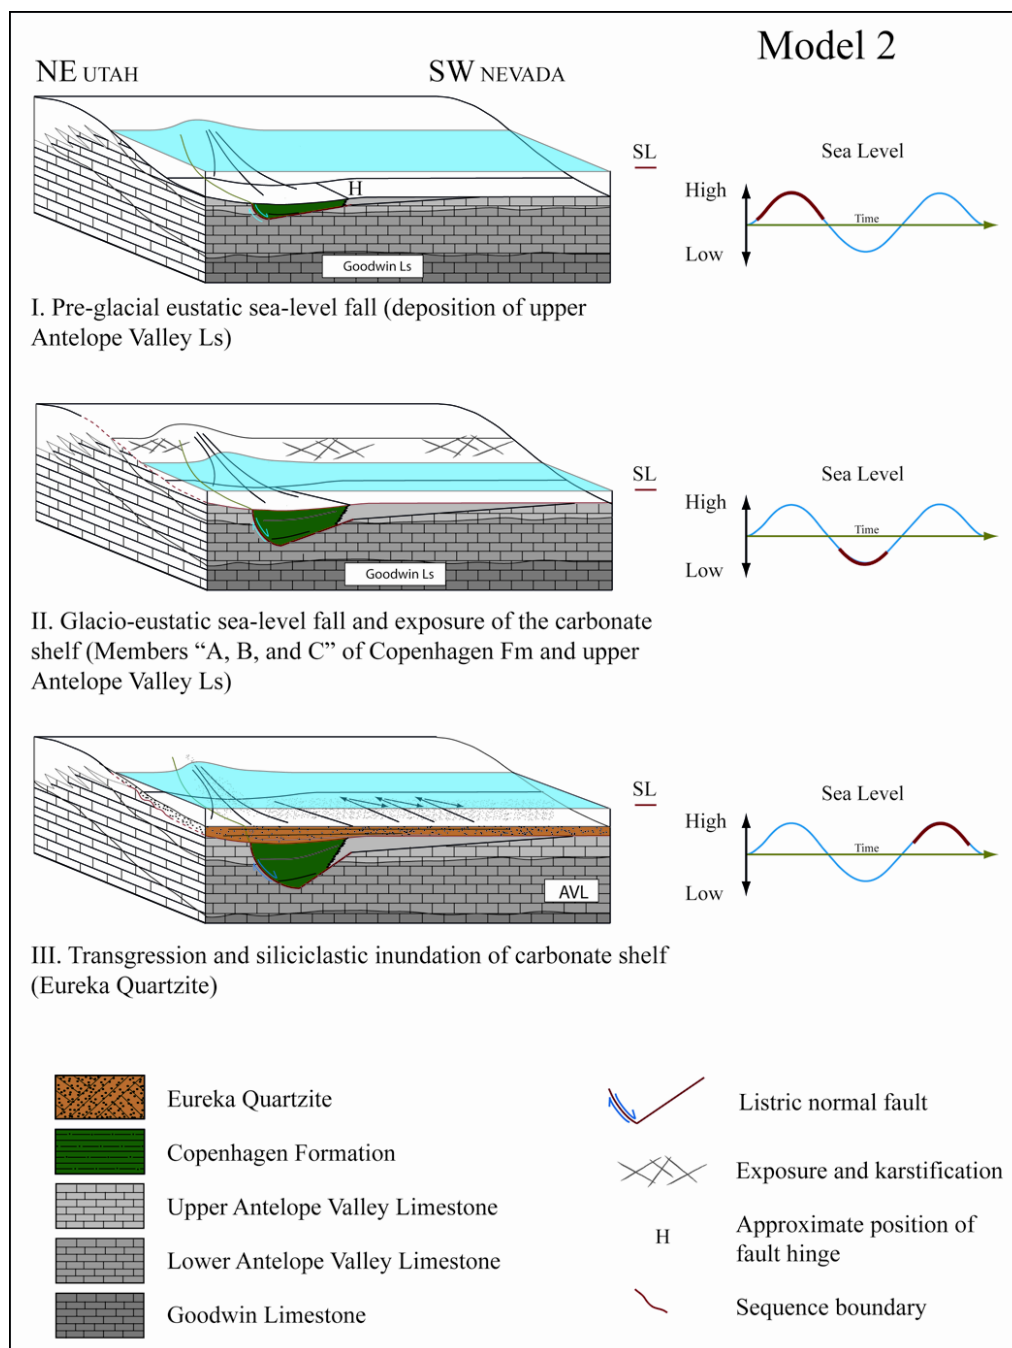 Model 2
NE UTAH
SW NEVADA
SL
Sea Level
High
Time
Low
H
Goodwin Ls
I. Pre-glacial eustatic sea-level fall (deposition of upper
Antelope Valley Ls)
SL
Sea Level
High
Time
Low
Goodwin Ls
II. Glacio-eustatic sea-level fall and exposure of the carbonate
shelf (Members “A, B, and C” of Copenhagen Fm and upper
Antelope Valley Ls)
SL
Sea Level
High
Time
Low
AVL
III. Transgression and siliciclastic inundation of carbonate shelf
(Eureka Quartzite)
Eureka Quartzite
Copenhagen Formation
Upper Antelope Valley Limestone
Lower Antelope Valley Limestone
Goodwin Limestone
Listric normal fault
Exposure and karstification
H
Approximate position of
fault hinge
Sequence boundary